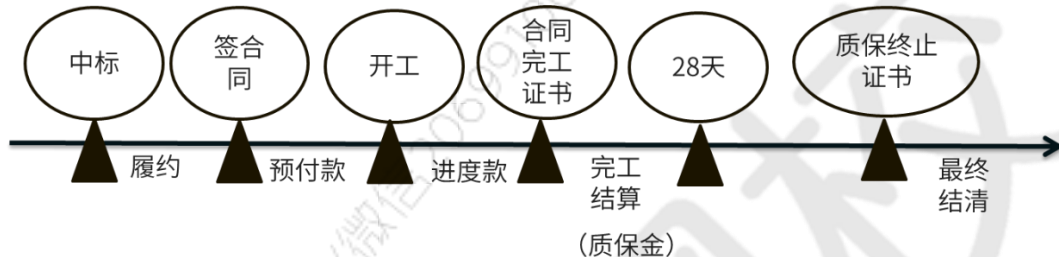 中标
签合
同
开工
合同
完工
证书
28天
质保终止
证书
履约
预付款
进度款
完工
结算
（质保金）
最终
结清